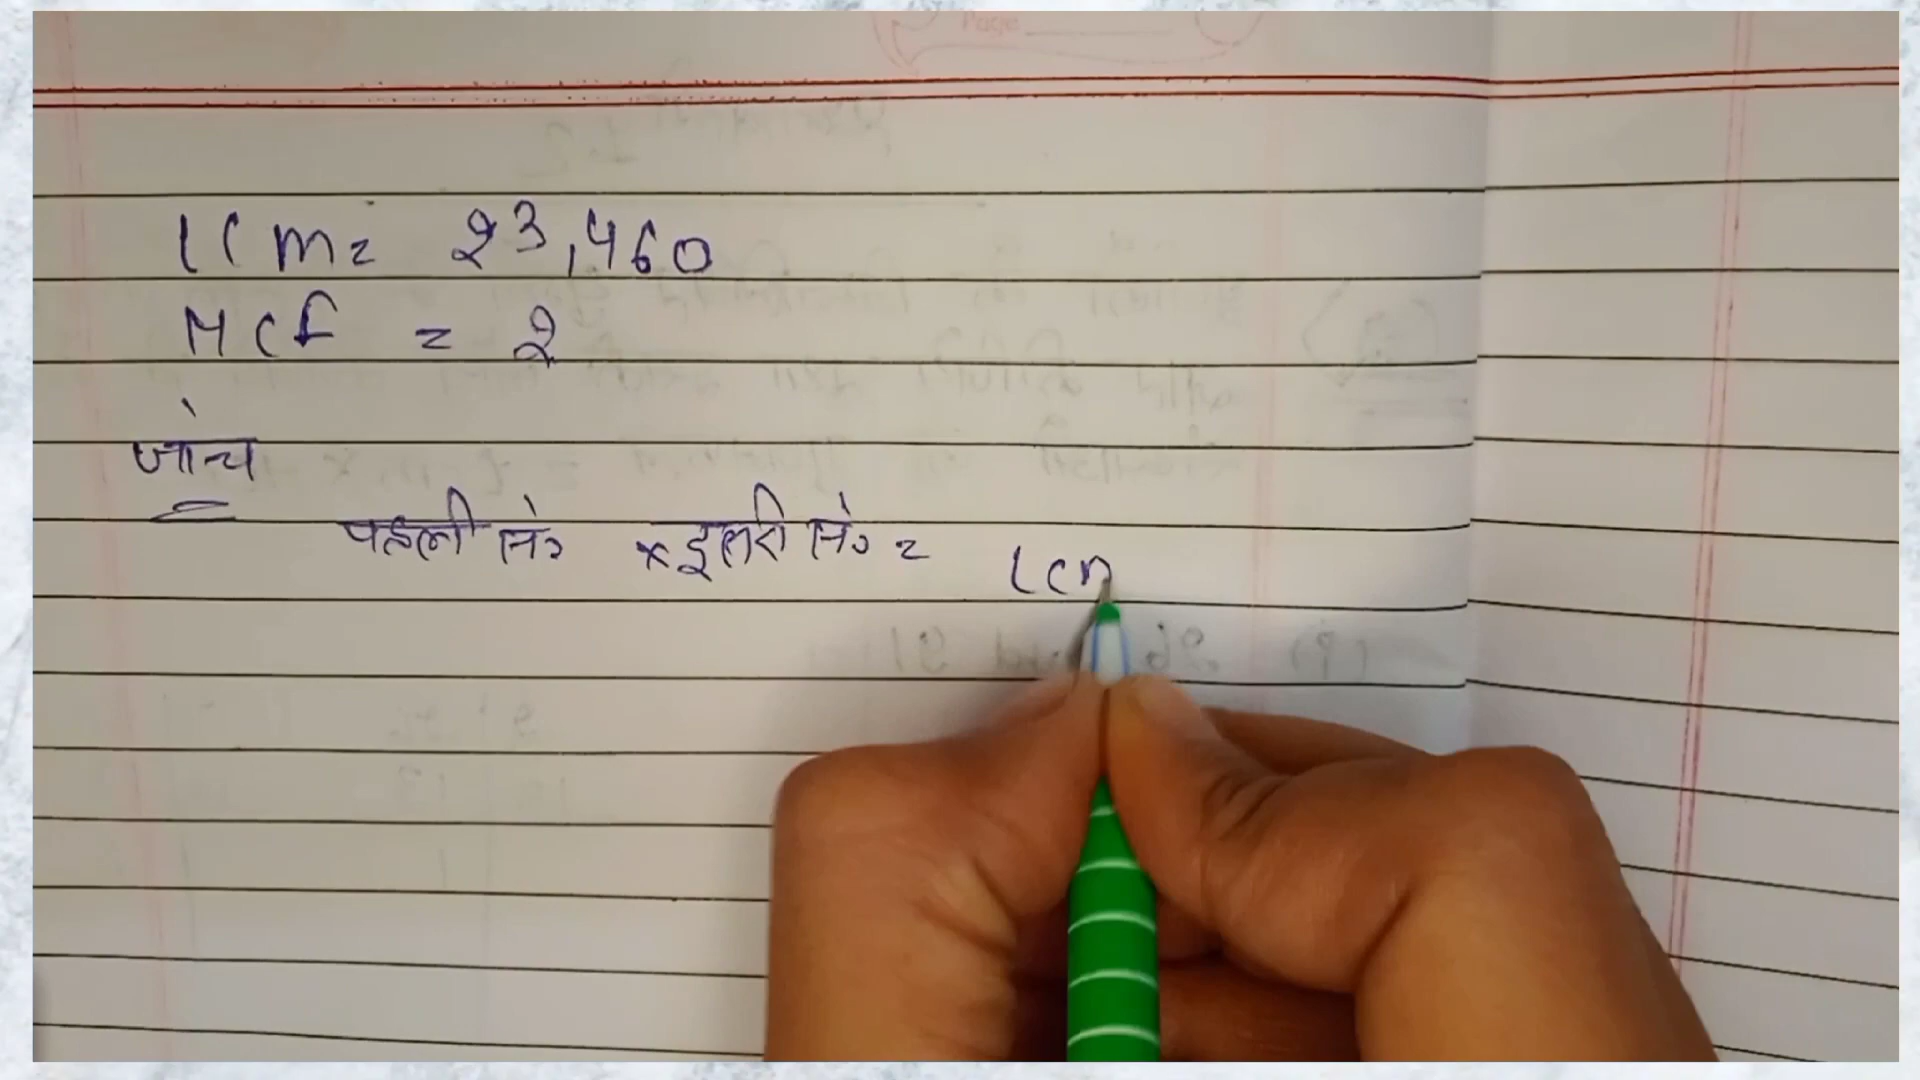 LCM = 23,460
HCF = 2
जाँच
पहली सं० × दूसरी सं० = LCM